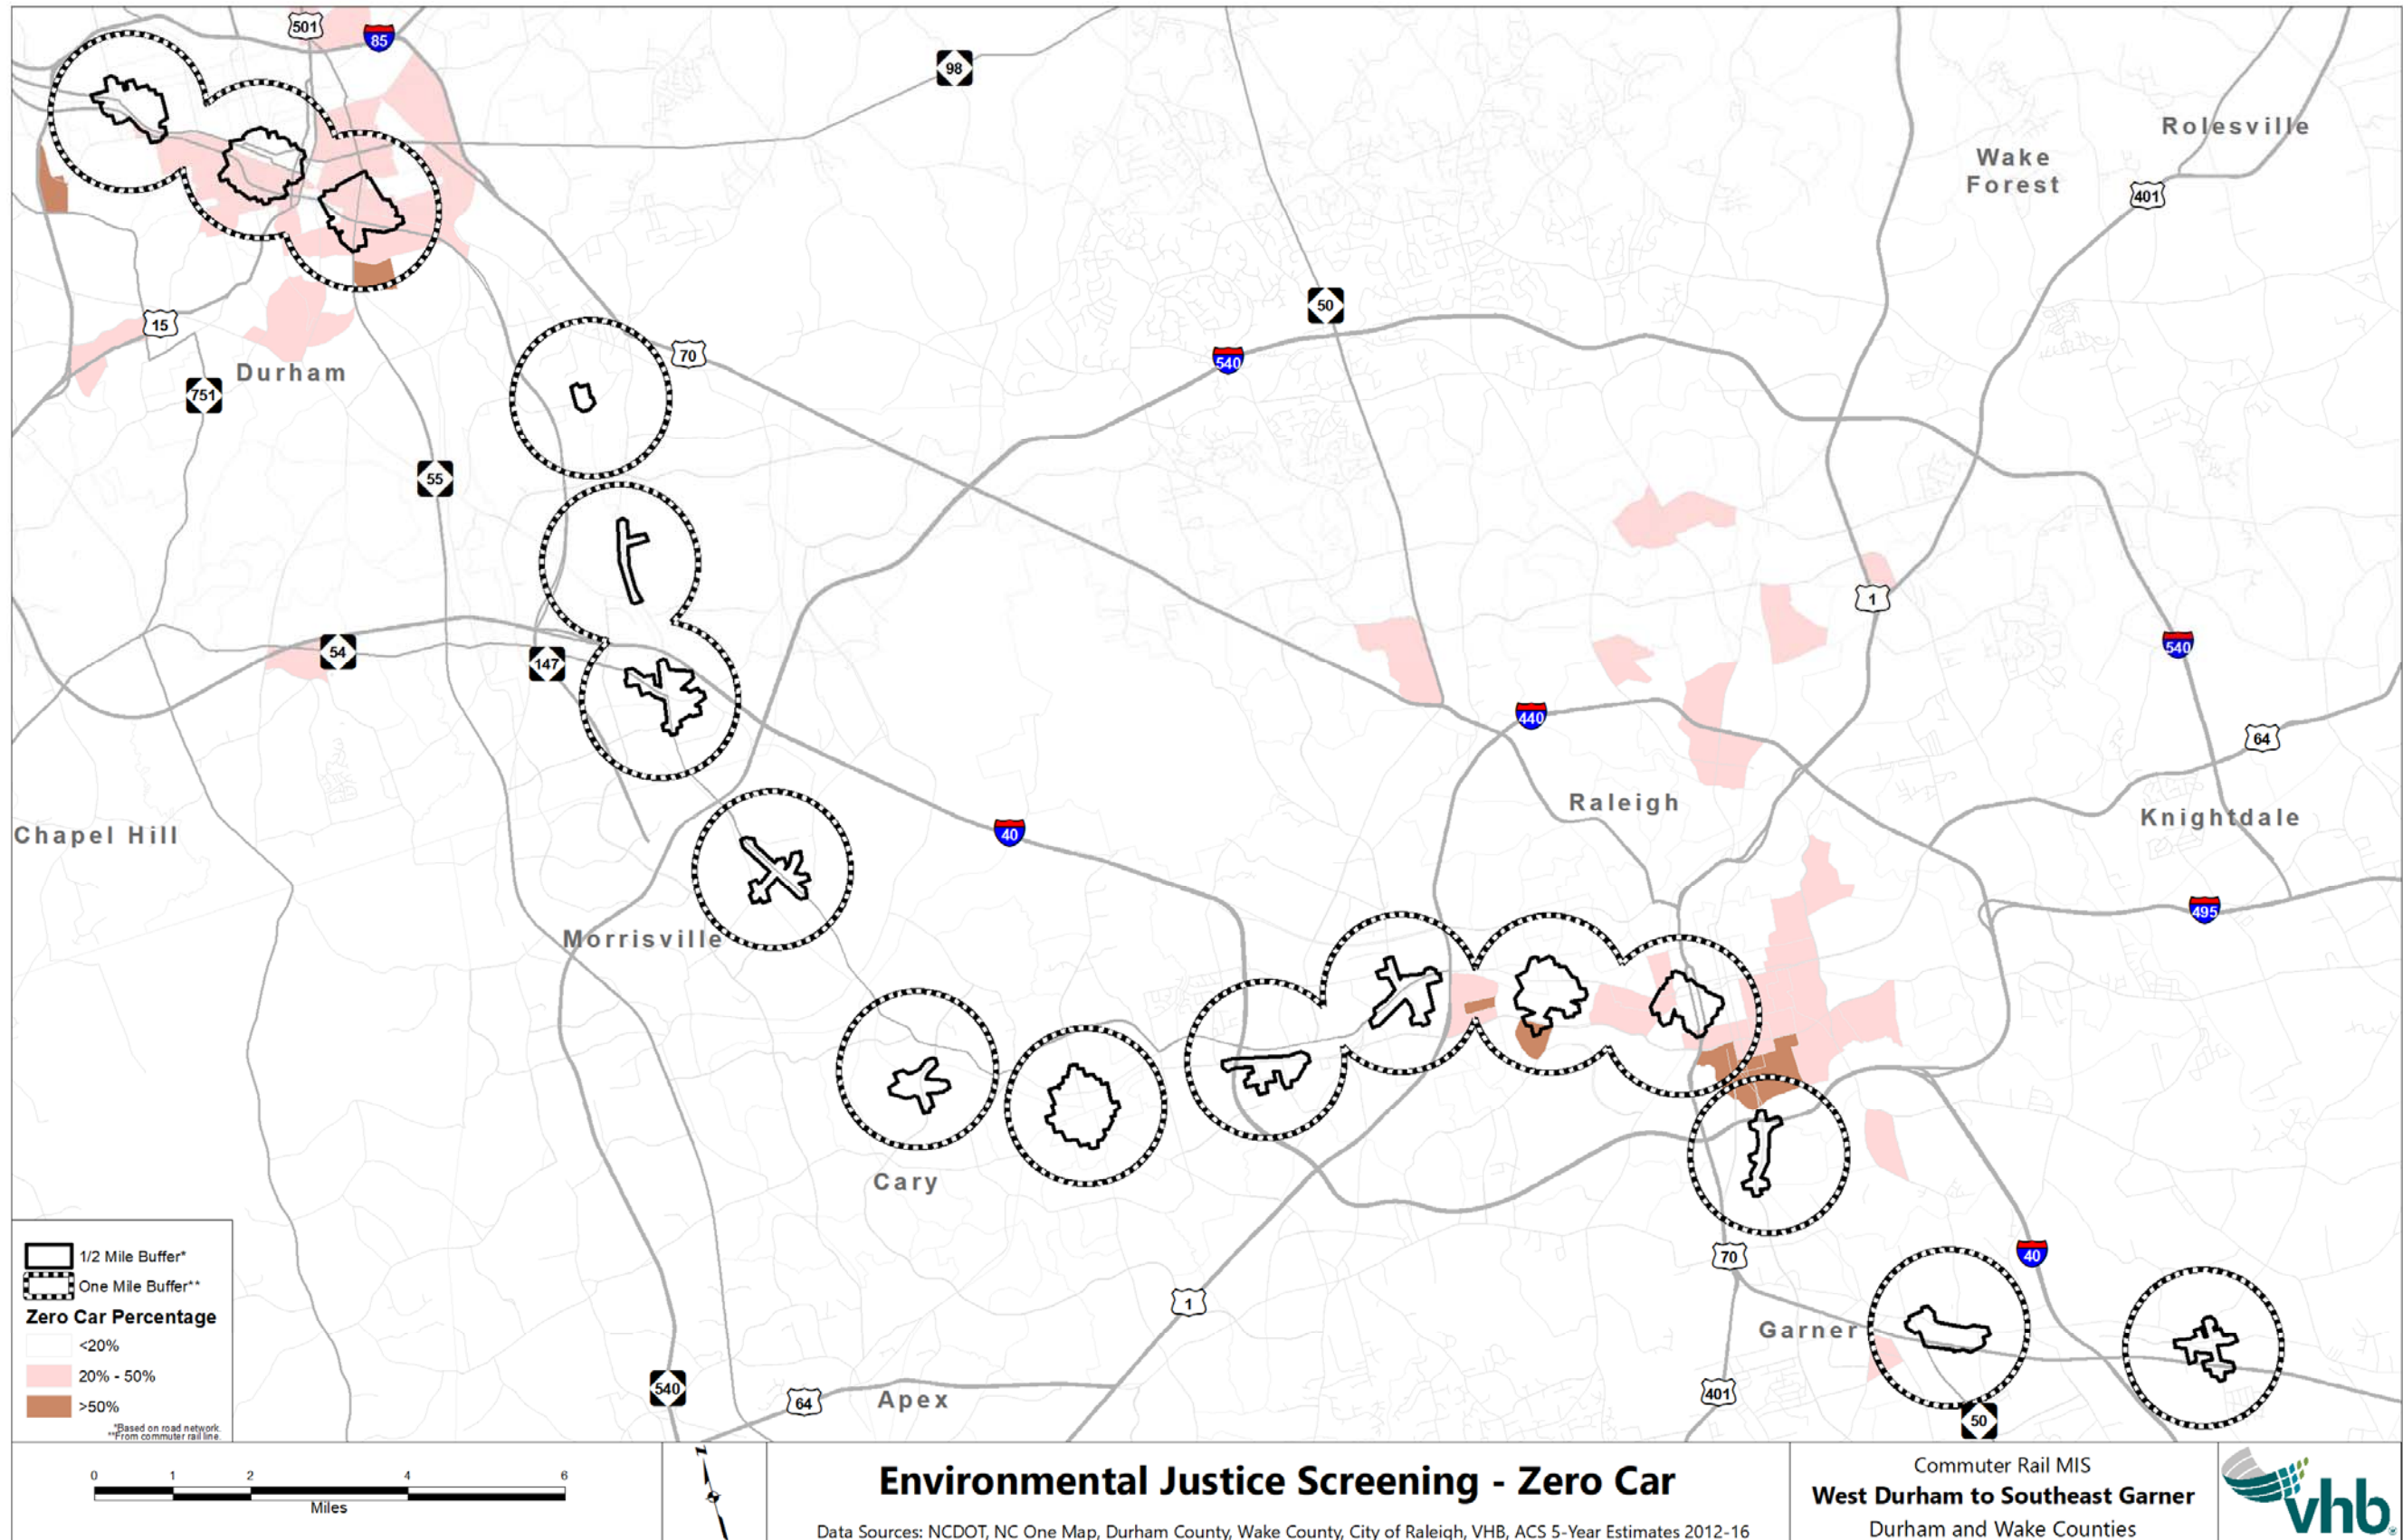 501
85
98
Rolesville
Wake
Forest
401
50
15
70
540
Durham
751
55
1
54
147
540
440
64
Raleigh
Knightdale
Chapel Hill
40
495
Morrisville
Cary
70
40
1
Garner
540
64
Apex
401
50
1/2 Mile Buffer*
One Mile Buffer**
Zero Car Percentage
<20%
20% - 50%
>50%
*Based on road network.
**From commuter rail line.
0 1 2 4 6
Miles
Z
Environmental Justice Screening - Zero Car
Data Sources: NCDOT, NC One Map, Durham County, Wake County, City of Raleigh, VHB, ACS 5-Year Estimates 2012-16
Commuter Rail MIS
West Durham to Southeast Garner
Durham and Wake Counties
vhb